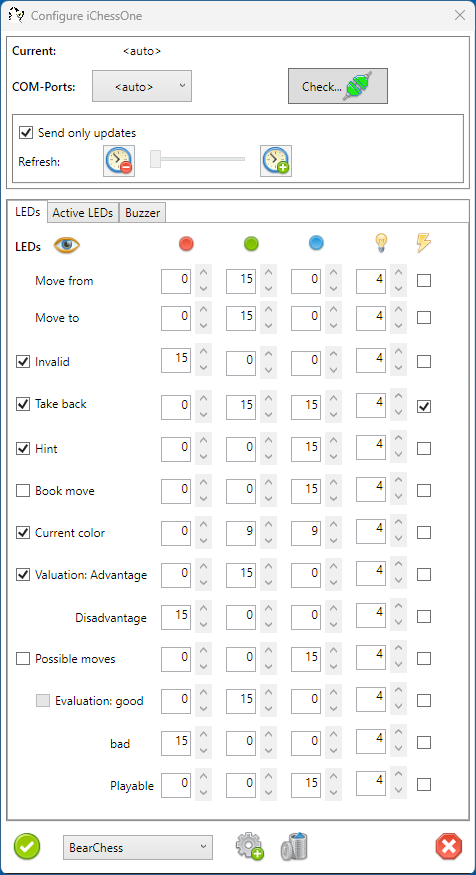 Configure iChessOne
Current: <auto>
COM-Ports: <auto> Check...
Send only updates
Refresh:
LEDs Active LEDs Buzzer
LEDs
Move from 0 15 0 4
Move to 0 15 0 4
Invalid 15 0 0 4
Take back 0 15 15 4
Hint 0 0 15 4
Book move 0 0 15 4
Current color 0 9 9 4
Valuation: Advantage 0 15 0 4
Disadvantage 15 0 0 4
Possible moves 0 0 15 4
Evaluation: good 0 15 0 4
bad 15 0 0 4
Playable 0 0 15 4
BearChess